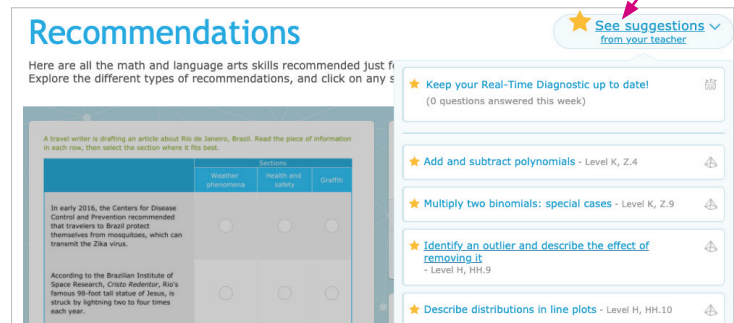 Recommendations
See suggestions
from your teacher
Here are all the math and language arts skills recommended just f
Explore the different types of recommendations, and click on any s
Keep your Real-Time Diagnostic up to date!
(0 questions answered this week)
Add and subtract polynomials - Level K, Z.4
Multiply two binomials: special cases - Level K, Z.9
Identify an outlier and describe the effect of
removing it
- Level H, HH.9
Describe distributions in line plots - Level H, HH.10
A travel writer is drafting an article about Rio de Janeiro, Brazil. Read the piece of information
in each row, then select the section where it fits best.
Sections
Weather
phenomena
Health and
safety
Graffiti
In early 2016, the Centers for Disease
Control and Prevention recommended
that travelers to Brazil protect
themselves from mosquitoes, which can
transmit the Zika virus.
According to the Brazilian Institute of
Space Research, Cristo Redentor, Rio's
famous 98-foot tall statue of Jesus, is
struck by lightning two to four times
each year.